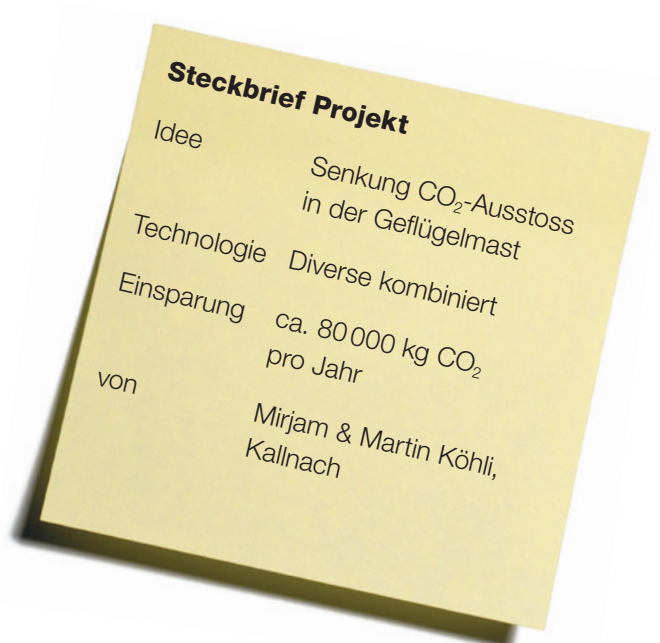 Steckbrief Projekt
Idee Senkung CO₂-Ausstoss
in der Geflügelmast
Technologie Diverse kombiniert
Einsparung ca. 80 000 kg CO₂
pro Jahr
von Mirjam & Martin Köhli,
Kallnach